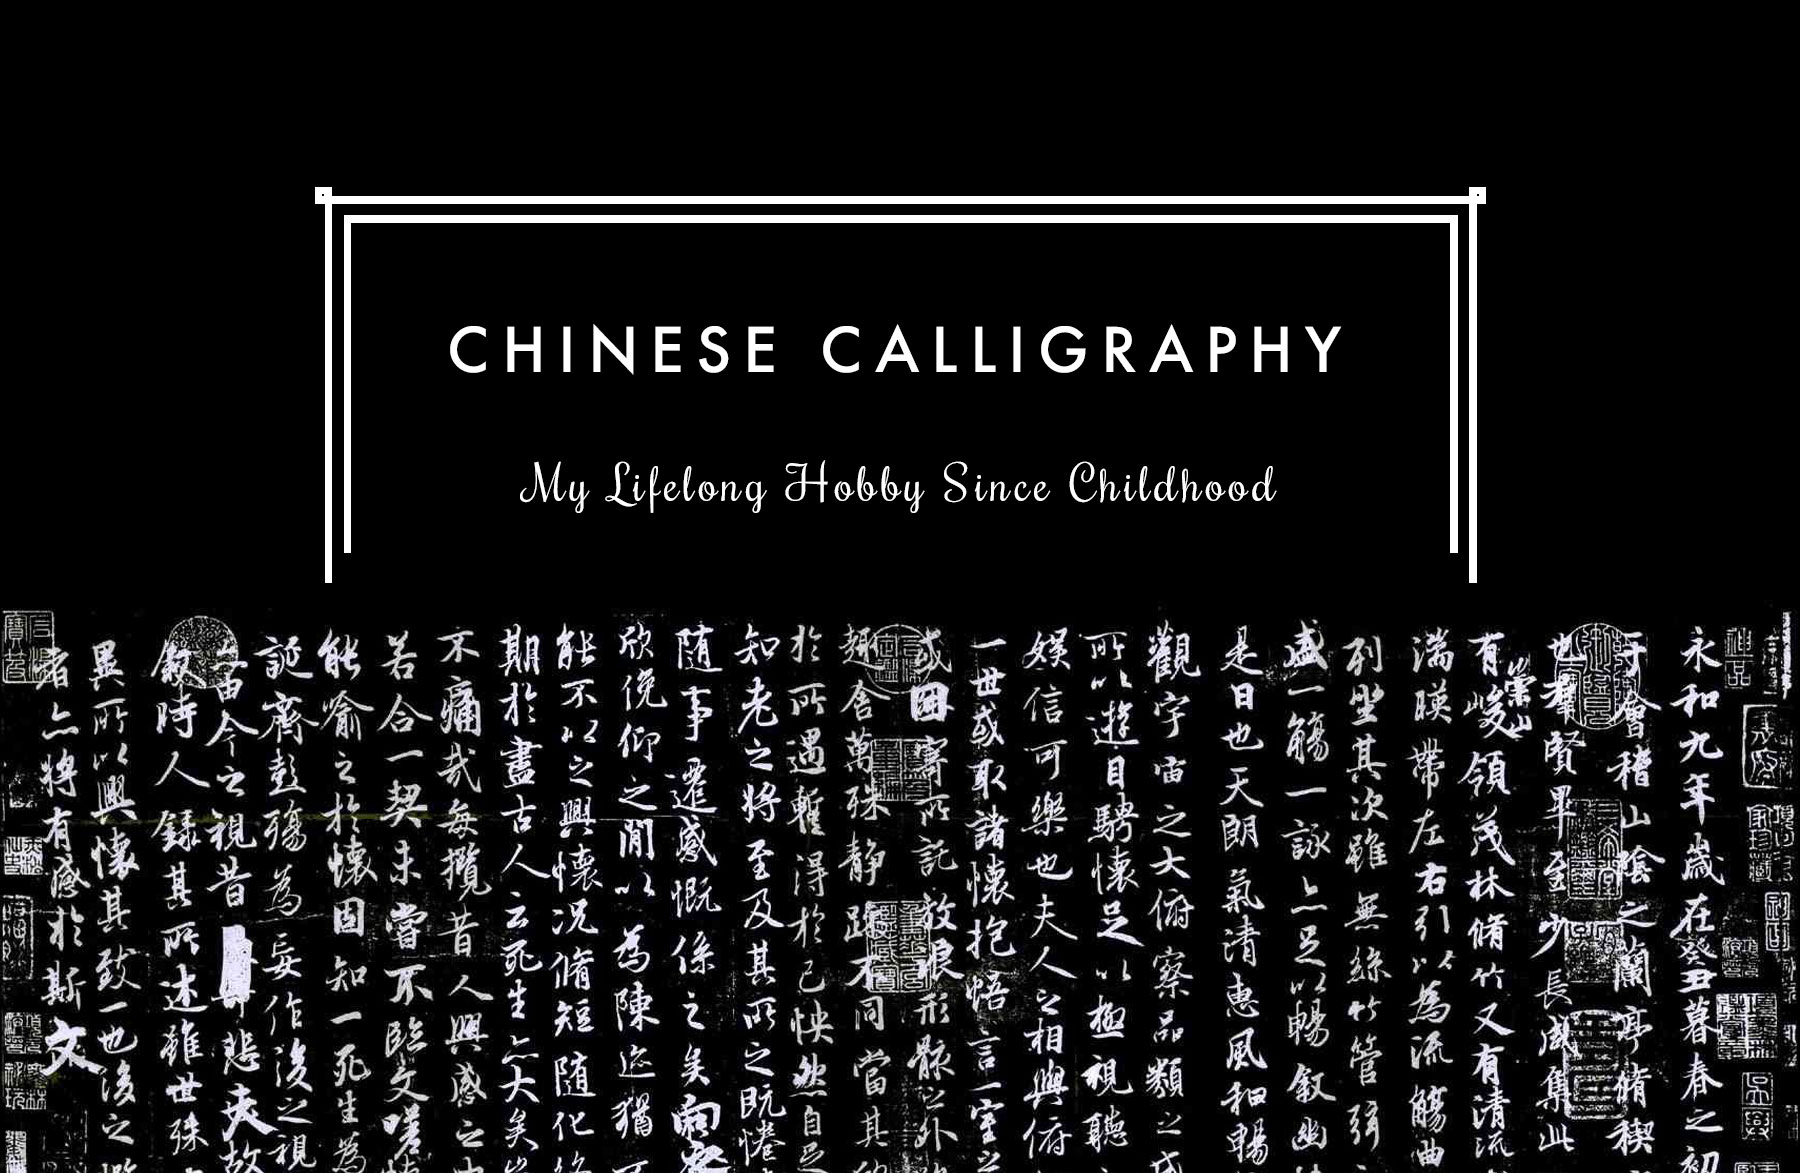 CHINESE CALLIGRAPHY
My Lifelong Hobby Since Childhood
永和九年歲在癸丑暮春之初
于會稽山陰之蘭亭脩禊
也羣賢畢至少長咸集此
有崇山峻領茂林脩竹又有清流
湍暎帶左右引以為流觴曲
列坐其次雖無絲竹管弦
盛一觴一詠亦足以暢敘幽
是日也天朗氣清惠風和暢
觀宇宙之大俯察品類之盛
所以遊目騁懷足以極視聽
娛信可樂也夫人之相與俯
一世或取諸懷抱悟言一室之
或因寄所託放浪形骸之外
趣舍萬殊靜躁不同當其
於所遇暫得於己怏然自足
知老之將至及其所之既惓
隨事遷感慨係之矣向之
欣俛仰之閒以為陳迹猶
能不以之興懷況脩短隨化
期於盡古人云死生亦大矣
不痛哉每攬昔人興感之
若合一契未嘗不臨文嗟
能喻之於懷固知一死生為
誕齊彭殤為妄作後之視
亦由今之視昔悲夫故
敘時人錄其所述雖世殊
異所以興懷其致一也後之
者亦將有感於斯文